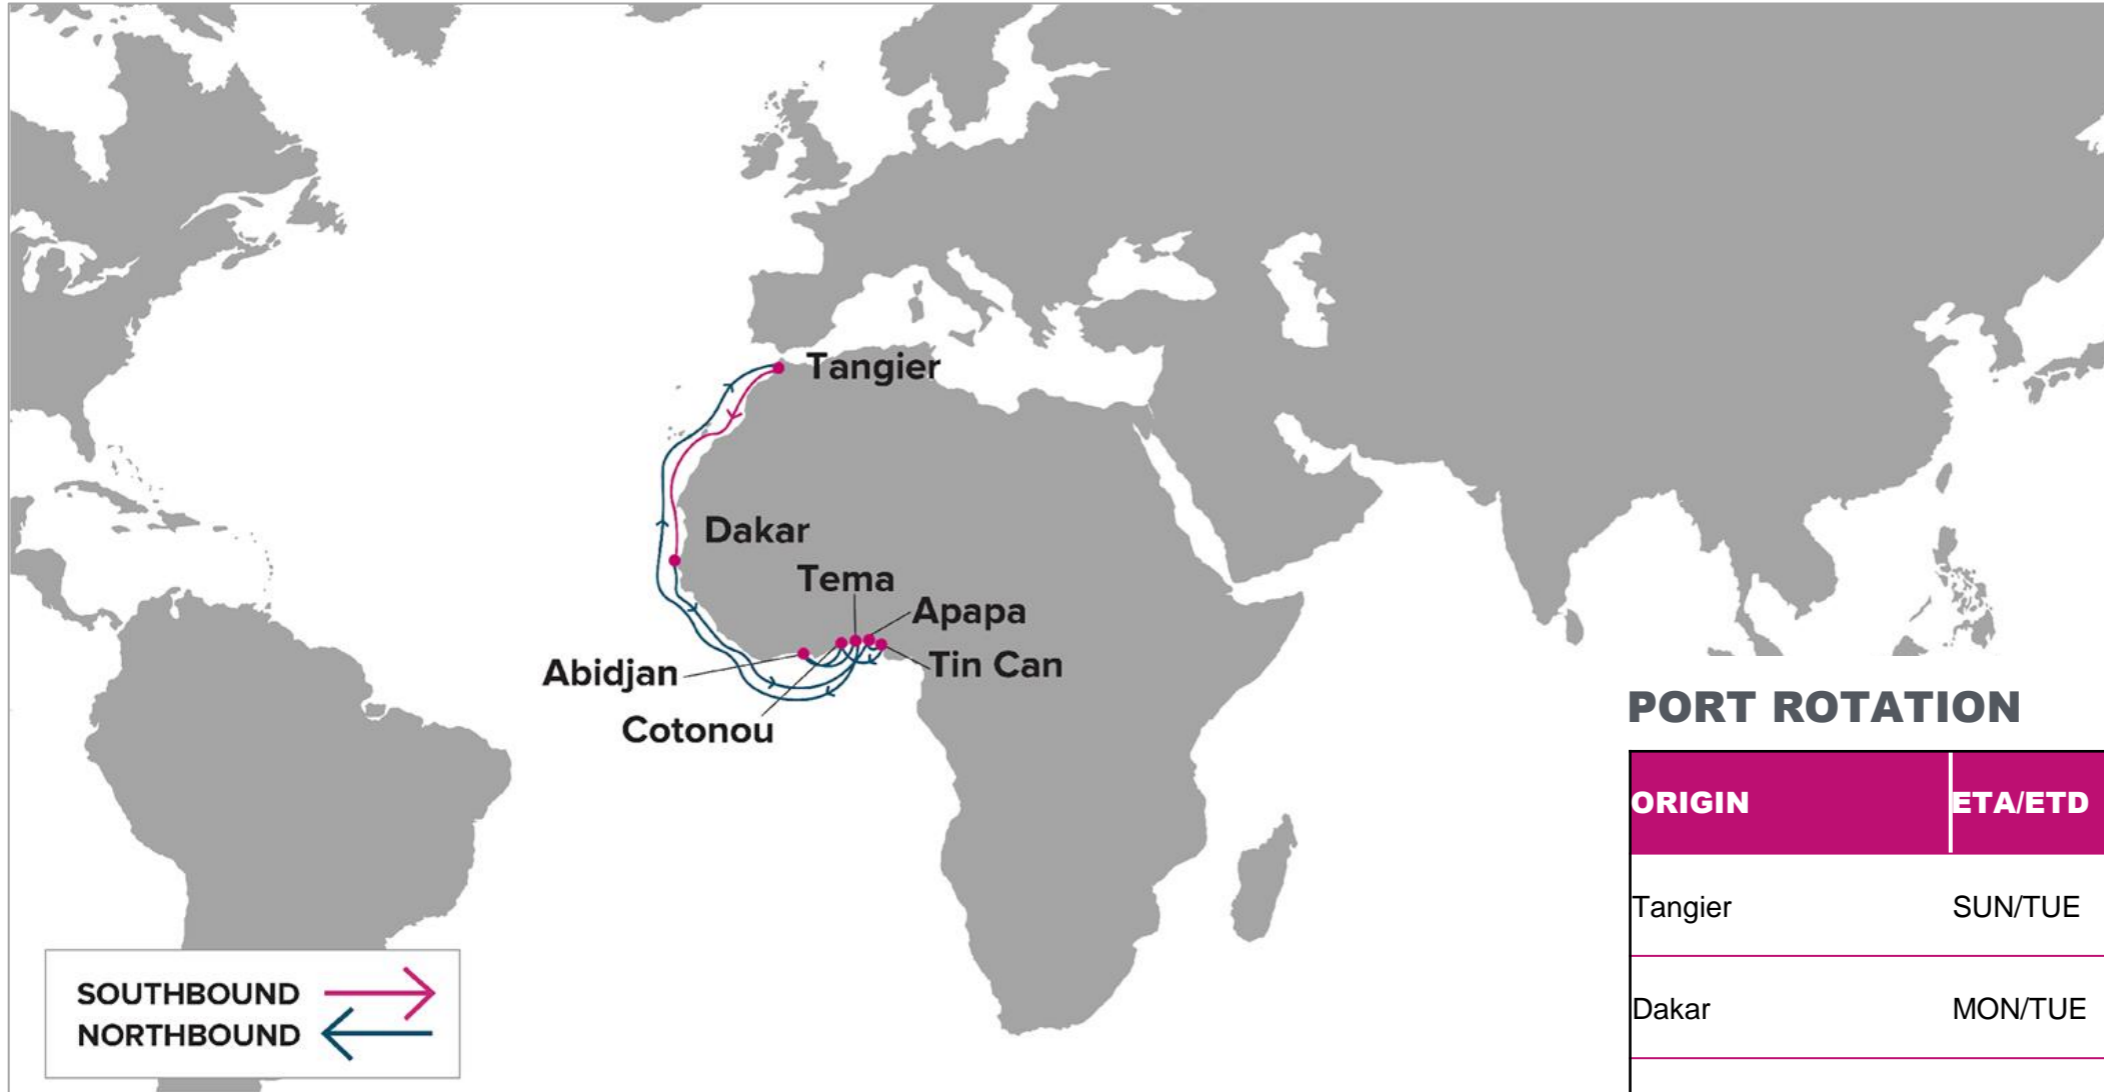 Tangier
Dakar
Tema
Apapa
Abidjan
Tin Can
Cotonou
SOUTHBOUND
NORTHBOUND
PORT ROTATION
ORIGIN ETA/ETD
Tangier SUN/TUE
Dakar MON/TUE